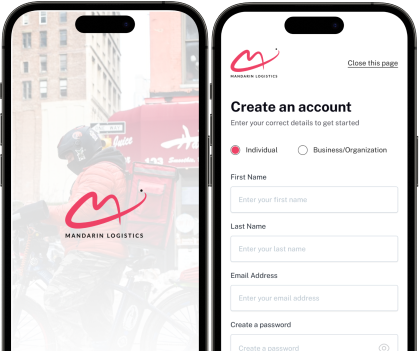 MANDARIN LOGISTICS
MANDARIN LOGISTICS
Close this page
Create an account
Enter your correct details to get started
Individual
Business/Organization
First Name
Enter your first name
Last Name
Enter your last name
Email Address
Enter your email address
Create a password
Create a password